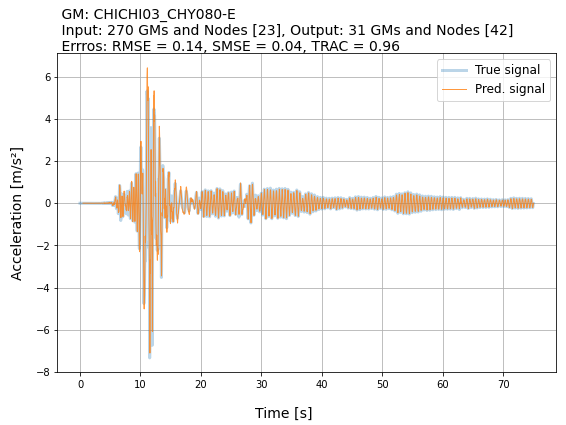 GM: CHICHI03_CHY080-E
Input: 270 GMs and Nodes [23], Output: 31 GMs and Nodes [42]
Errros: RMSE = 0.14, SMSE = 0.04, TRAC = 0.96
True signal
Pred. signal
6
4
2
0
−2
−4
−6
−8
Acceleration [m/s²]
0 10 20 30 40 50 60 70
Time [s]